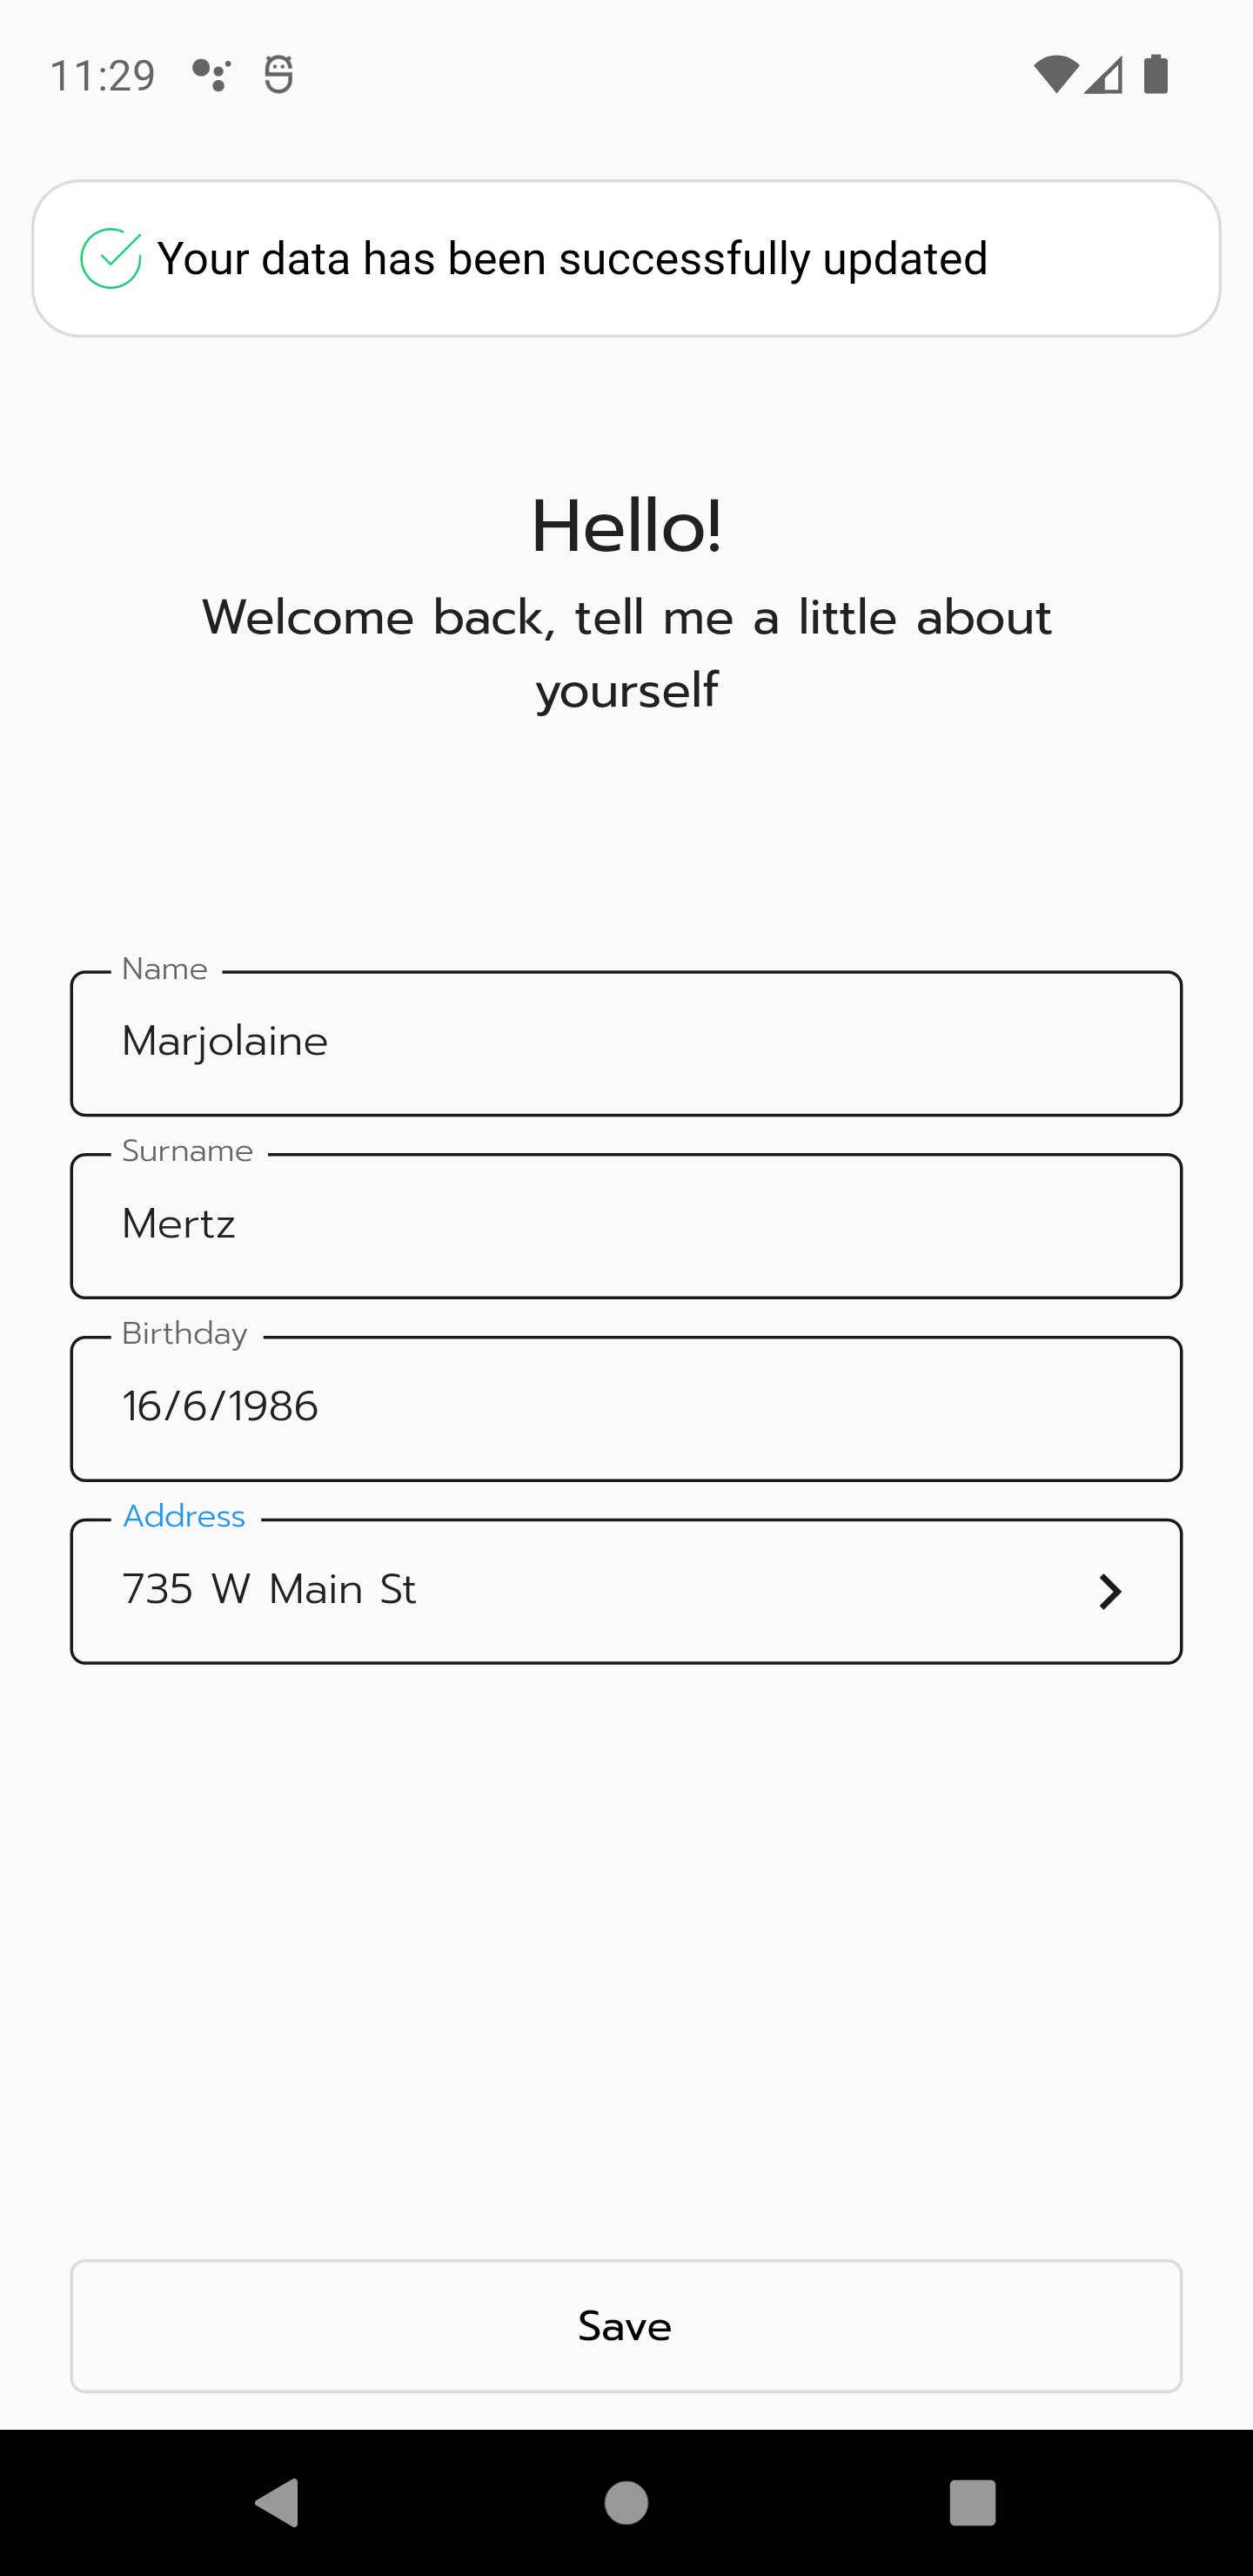 11:29
Your data has been successfully updated
Hello!
Welcome back, tell me a little about
yourself
Name
Marjolaine
Surname
Mertz
Birthday
16/6/1986
Address
735 W Main St
Save